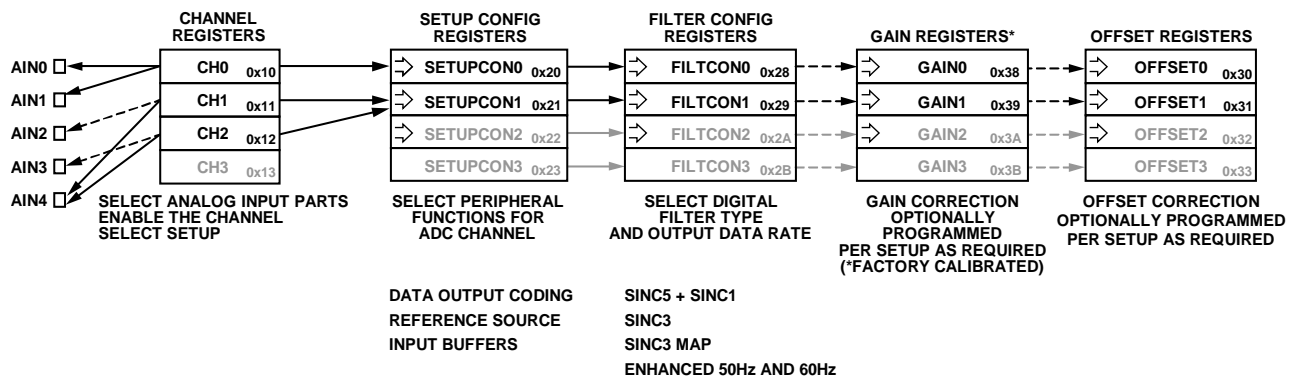 CHANNEL
REGISTERS
SETUP CONFIG
REGISTERS
FILTER CONFIG
REGISTERS
GAIN REGISTERS*
OFFSET REGISTERS
AIN0
AIN1
AIN2
AIN3
AIN4
CH0 0x10
CH1 0x11
CH2 0x12
CH3 0x13
SETUPCON0 0x20
SETUPCON1 0x21
SETUPCON2 0x22
SETUPCON3 0x23
FILTCON0 0x28
FILTCON1 0x29
FILTCON2 0x2A
FILTCON3 0x2B
GAIN0 0x38
GAIN1 0x39
GAIN2 0x3A
GAIN3 0x3B
OFFSET0 0x30
OFFSET1 0x31
OFFSET2 0x32
OFFSET3 0x33
SELECT ANALOG INPUT PARTS
ENABLE THE CHANNEL
SELECT SETUP
SELECT PERIPHERAL
FUNCTIONS FOR
ADC CHANNEL
SELECT DIGITAL
FILTER TYPE
AND OUTPUT DATA RATE
GAIN CORRECTION
OPTIONALLY
PROGRAMMED
PER SETUP AS REQUIRED
(*FACTORY CALIBRATED)
OFFSET CORRECTION
OPTIONALLY PROGRAMMED
PER SETUP AS REQUIRED
DATA OUTPUT CODING
REFERENCE SOURCE
INPUT BUFFERS
SINC5 + SINC1
SINC3
SINC3 MAP
ENHANCED 50Hz AND 60Hz